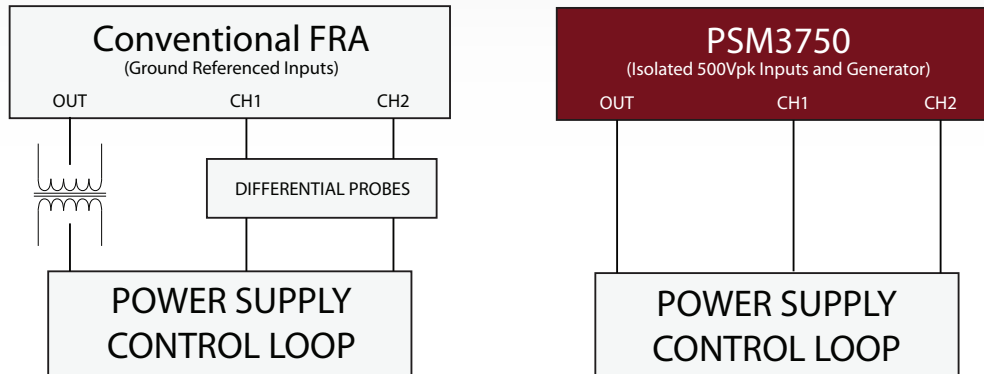 Conventional FRA
(Ground Referenced Inputs)
OUT CH1 CH2
DIFFERENTIAL PROBES
POWER SUPPLY
CONTROL LOOP
PSM3750
(Isolated 500Vpk Inputs and Generator)
OUT CH1 CH2
POWER SUPPLY
CONTROL LOOP